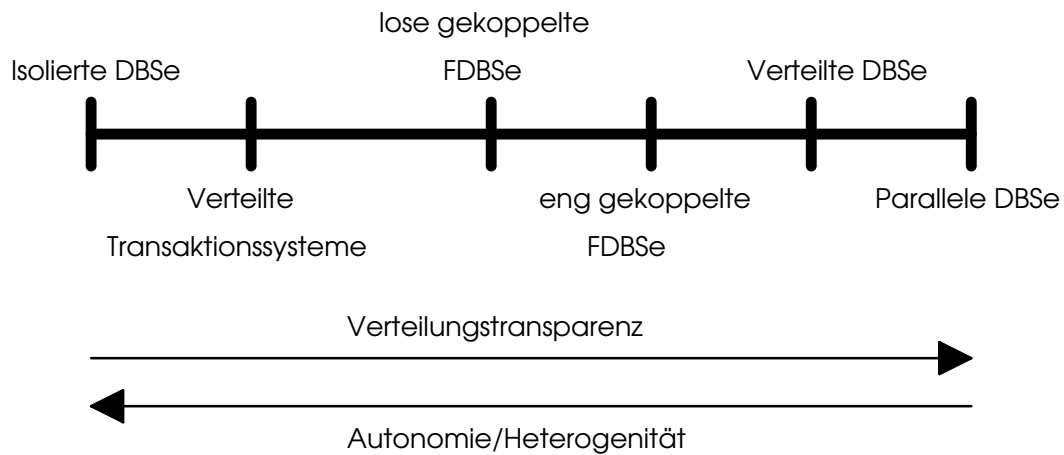 lose gekoppelte
Isolierte DBSe FDBSe Verteilte DBSe
Verteilte eng gekoppelte Parallele DBSe
Transaktionssysteme FDBSe
Verteilungstransparenz
Autonomie/Heterogenität